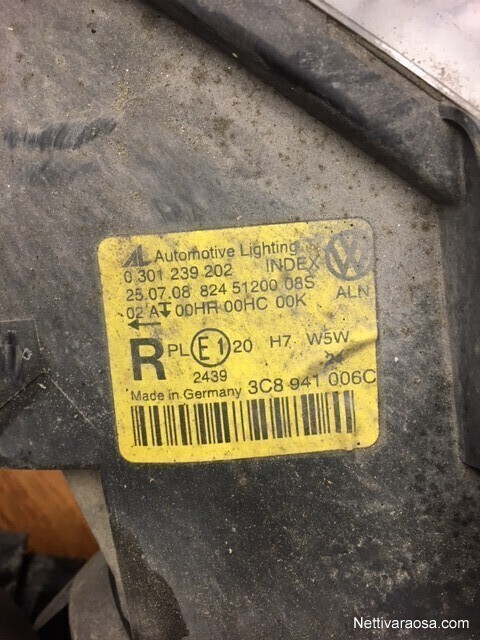 AL Automotive Lighting
0 301 239 202 INDEX VW
25.07.08 824 51200 08S ALN
02 A 00HR 00HC 00K
R PL E1 20 H7 W5W
2439
Made in Germany 3C8 941 006C
Nettivaraosa.com